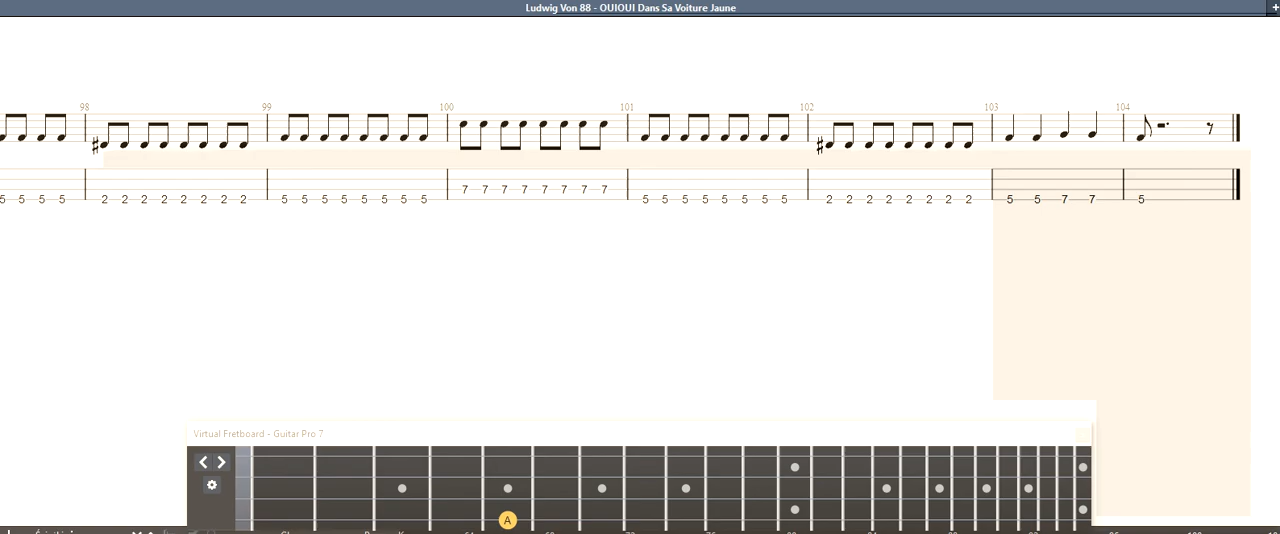 Ludwig Von 88 - OUIOUI Dans Sa Voiture Jaune
98 99 100 101 102 103 104
5 5 5 5 2 2 2 2 2 2 2 2 5 5 5 5 5 5 5 5 7 7 7 7 7 7 7 7 5 5 5 5 5 5 5 5 2 2 2 2 2 2 2 2 5 5 7 7 5
Virtual Fretboard - Guitar Pro 7
A